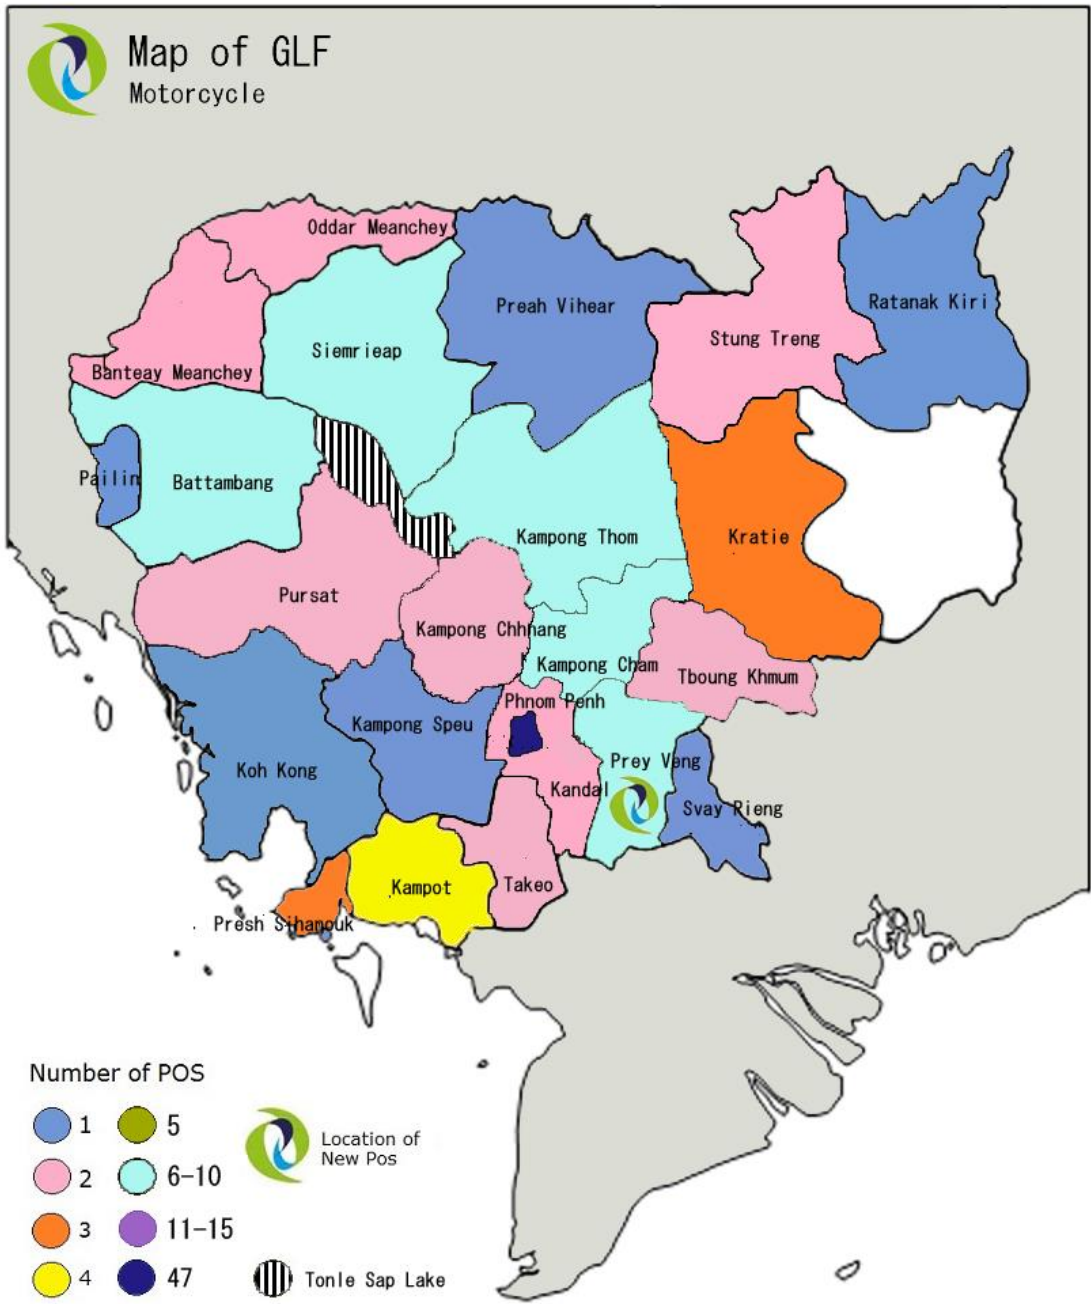 Map of GLF
Motorcycle
Oddar Meanchey
Preah Vihear
Ratanak Kiri
Siemrieap
Stung Treng
Banteay Meanchey
Pailin
Battambang
Kampong Thom
Kratie
Pursat
Kampong Chhnang
Kampong Cham
Tboung Khmum
Phnom Penh
Kampong Speu
Prey Veng
Koh Kong
Kandal
Svay Rieng
Kampot
Takeo
Presh Sihanouk
Number of POS
1
5
Location of
New Pos
2
6-10
3
11-15
4
47
Tonle Sap Lake